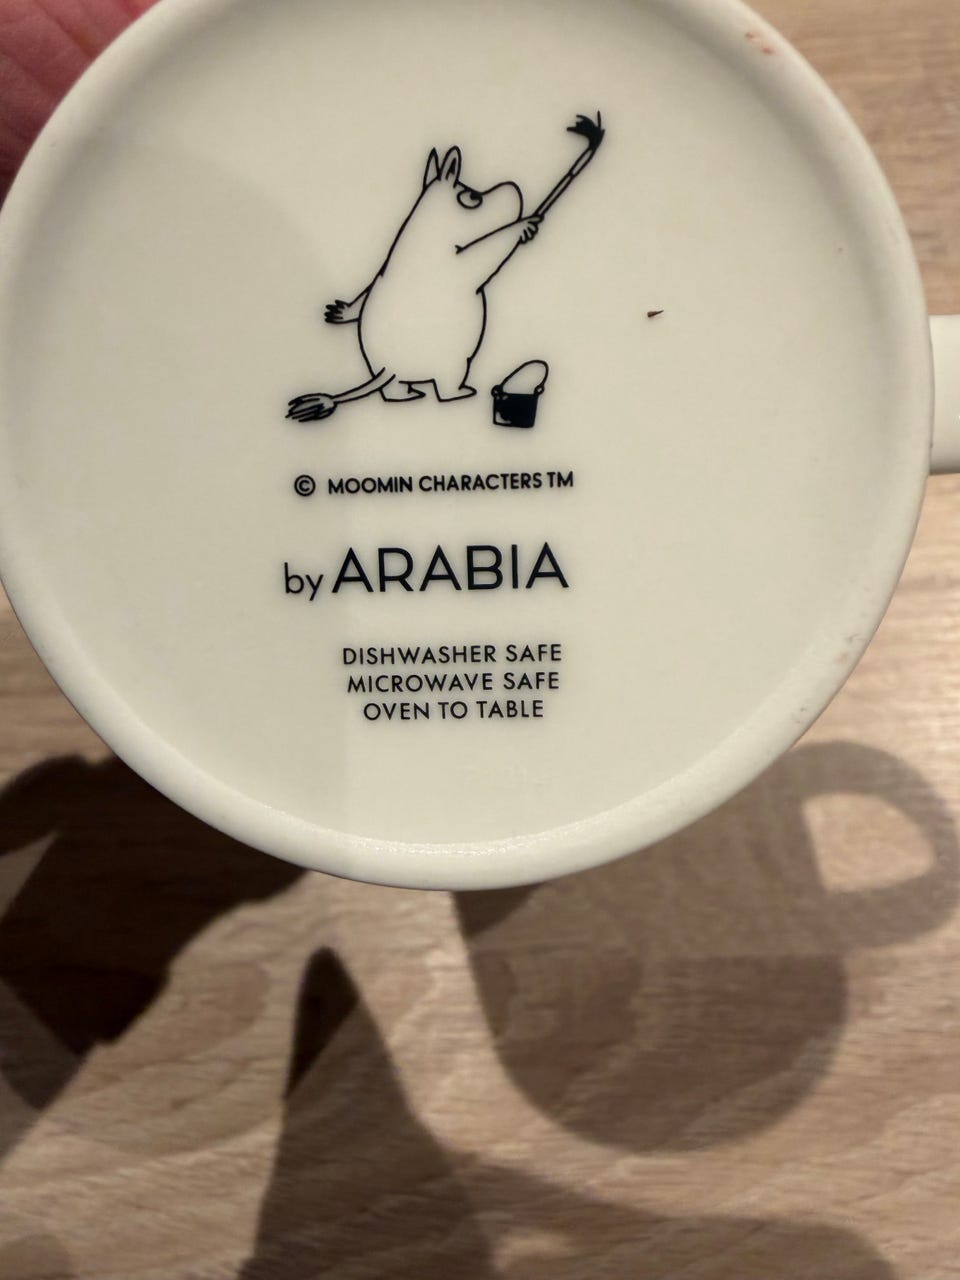 © MOOMIN CHARACTERS TM
by ARABIA
DISHWASHER SAFE
MICROWAVE SAFE
OVEN TO TABLE